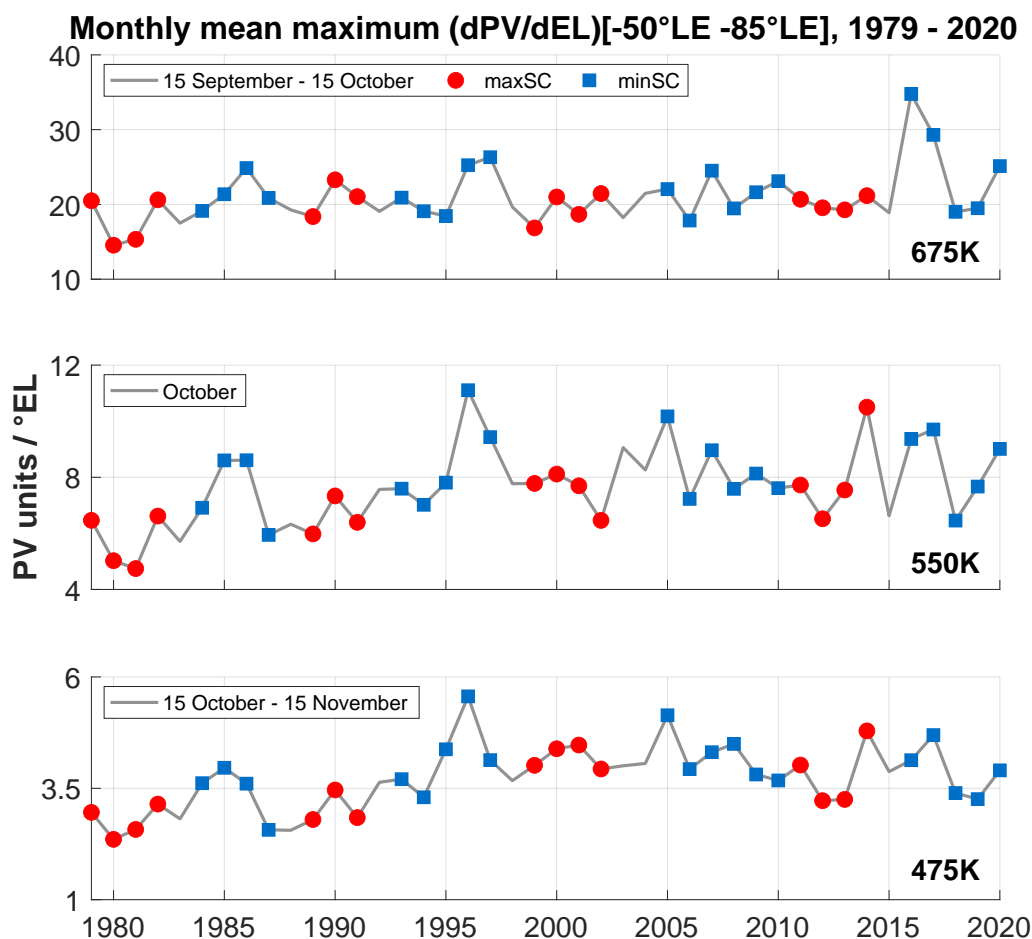 Monthly mean maximum (dPV/dEL)[-50°LE -85°LE], 1979 - 2020
40
15 September - 15 October maxSC minSC
30
20
675K
10
12
October
PV units / °EL
8
550K
4
6
15 October - 15 November
3.5
475K
1
1980 1985 1990 1995 2000 2005 2010 2015 2020